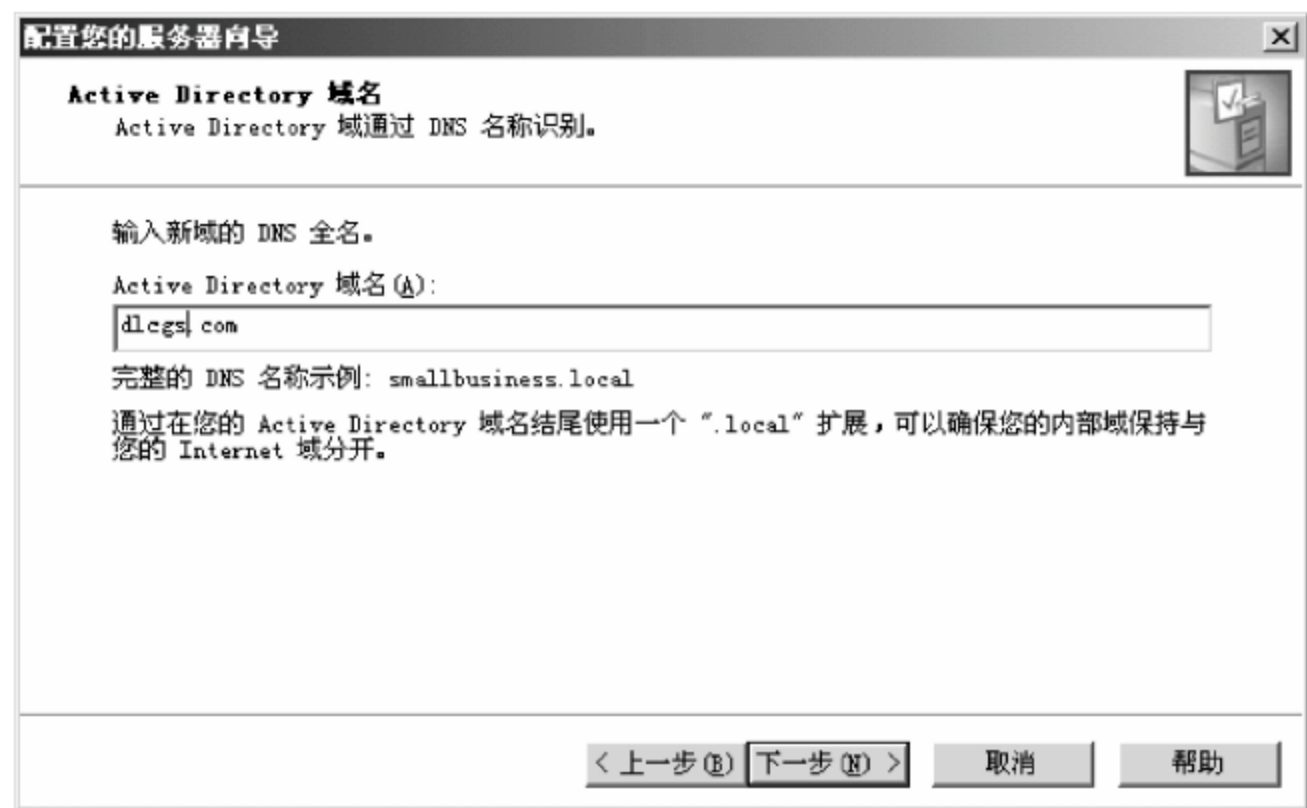 配置您的服务器向导
Active Directory 域名
Active Directory 域通过 DNS 名称识别。
输入新域的 DNS 全名。
Active Directory 域名(A):
dlcgs.com
完整的 DNS 名称示例: smallbusiness.local
通过在您的 Active Directory 域名结尾使用一个 ".local" 扩展,可以确保您的内部域保持与
您的 Internet 域分开。
< 上一步(B) 下一步(N) > 取消 帮助